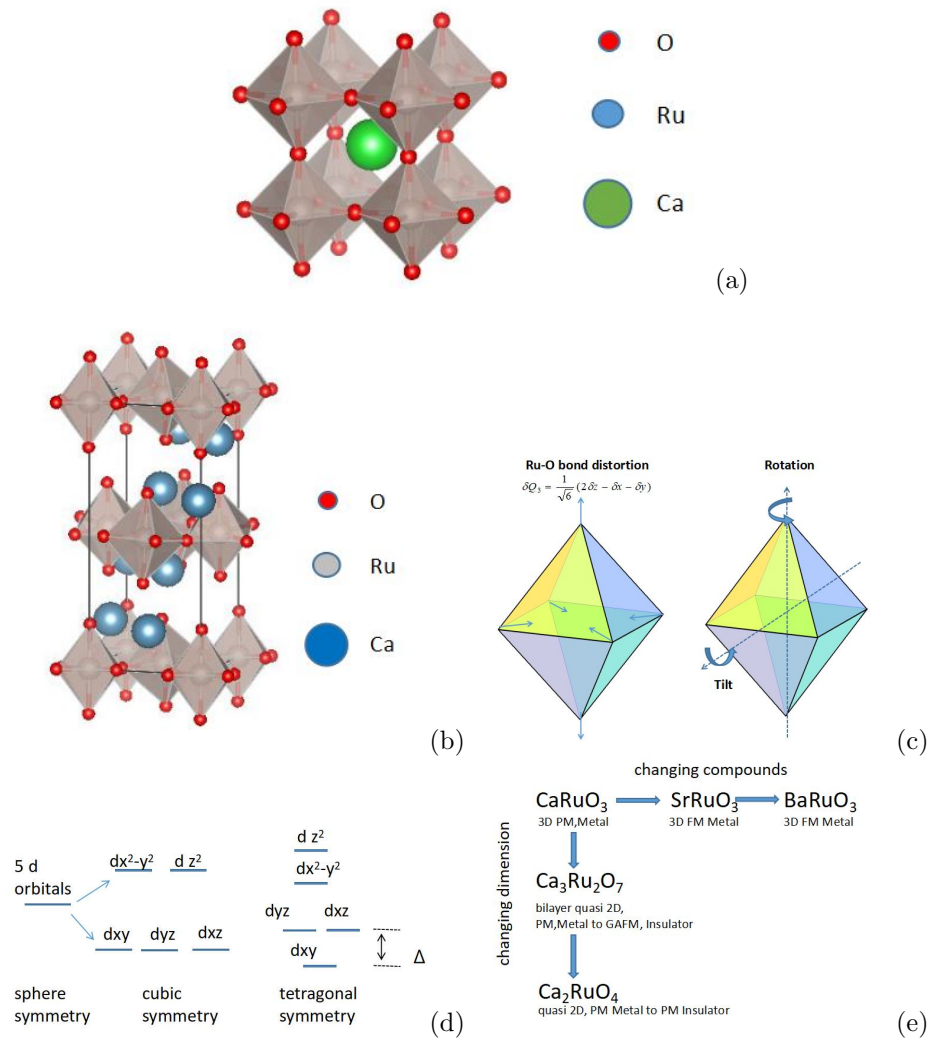 O
Ru
Ca
(a)
O
Ru
Ca
(b)
Ru-O bond distortion
δQ₃ = 1/√6 (2δz − δx − δy)
Rotation
Tilt
(c)
5 d
orbitals
dx²-y²
d z²
dxy
dyz
dxz
d z²
dx²-y²
dyz
dxz
dxy
Δ
sphere
symmetry
cubic
symmetry
tetragonal
symmetry
(d)
changing compounds
changing dimension
CaRuO₃
3D PM,Metal
SrRuO₃
3D FM Metal
BaRuO₃
3D FM Metal
Ca₃Ru₂O₇
bilayer quasi 2D,
PM,Metal to GAFM, Insulator
Ca₂RuO₄
quasi 2D, PM Metal to PM Insulator
(e)